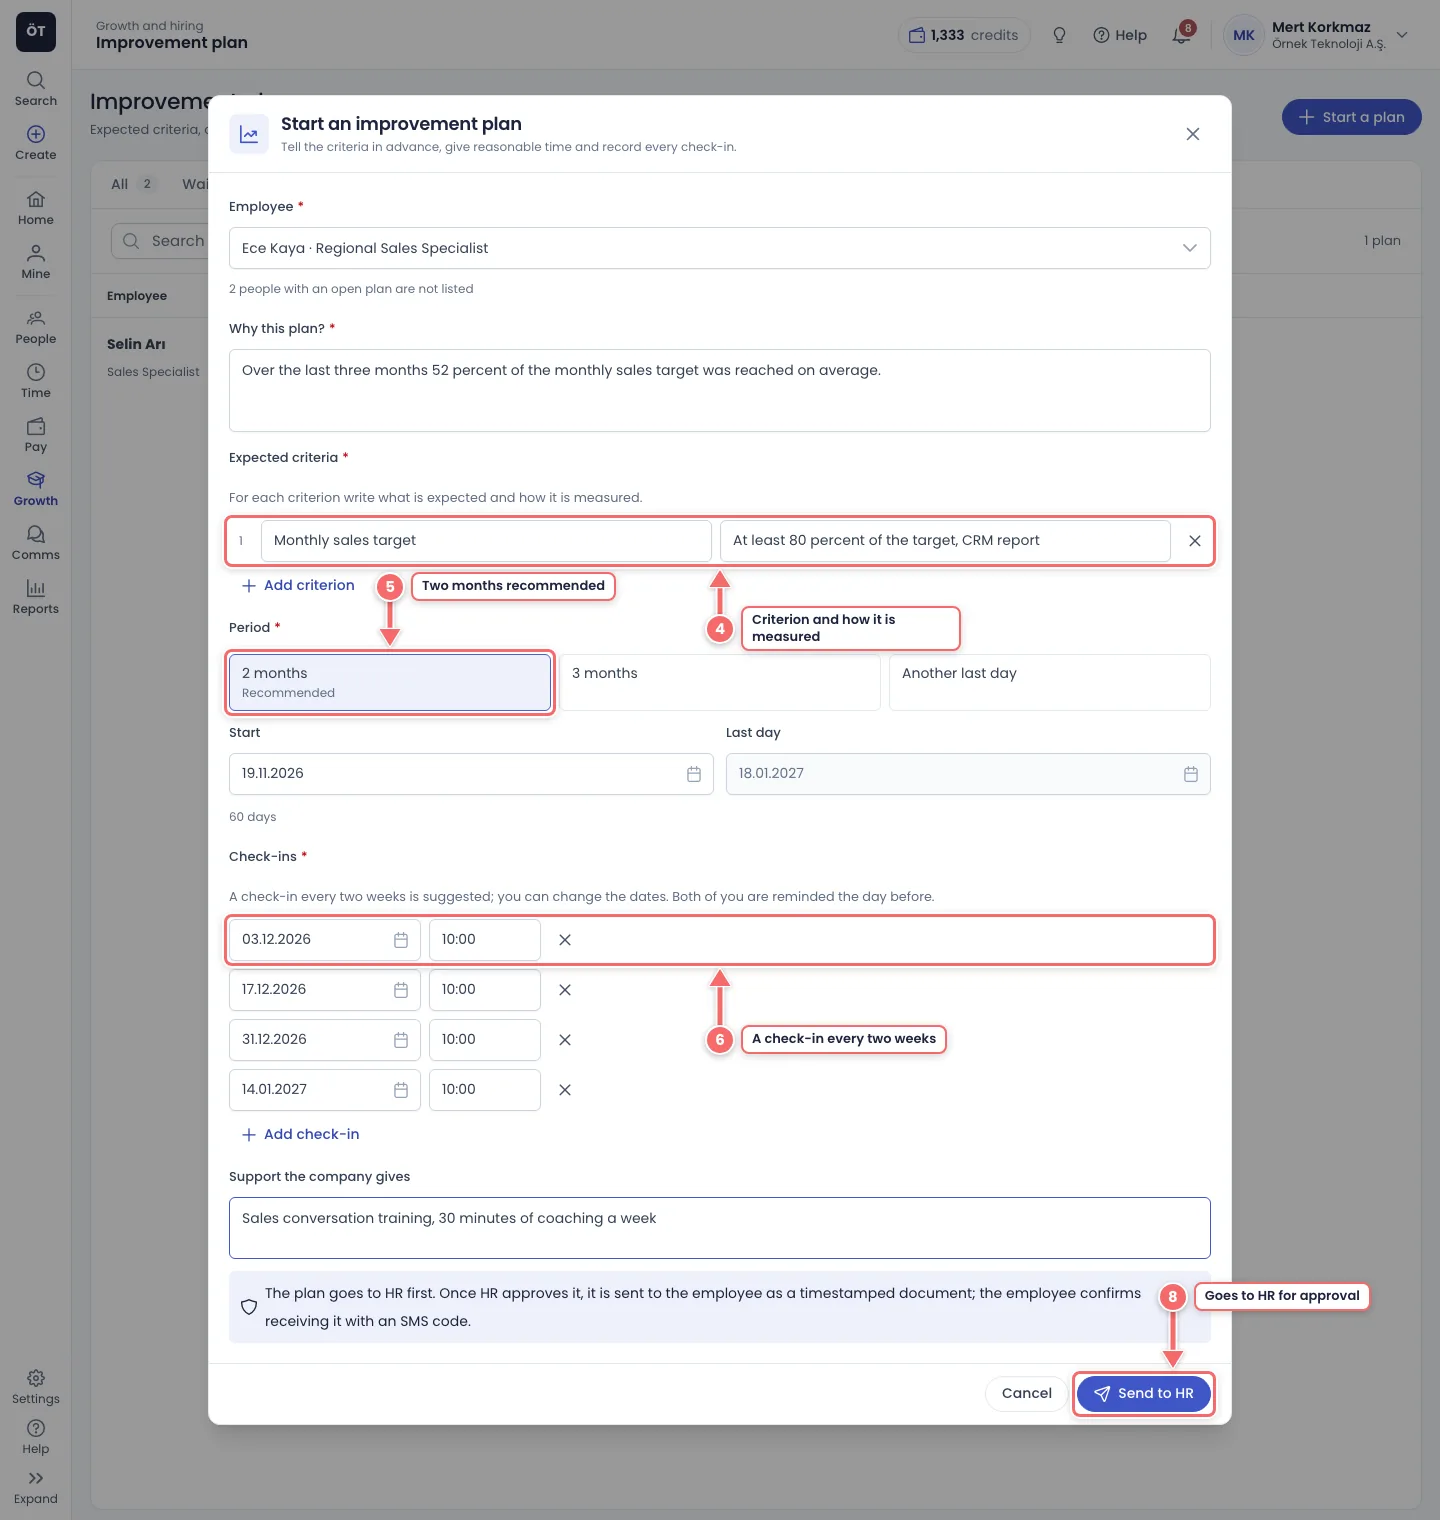 ÖT
Growth and hiring
Improvement plan
1,333 credits
Help
8
MK
Mert Korkmaz
Örnek Teknoloji A.Ş.
Search
Create
Home
Mine
People
Time
Pay
Growth
Comms
Reports
Settings
Help
Expand
Expected criteria,
Start a plan
All 2
Search
1 plan
Employee
Selin Arı
Sales Specialist
Start an improvement plan
Tell the criteria in advance, give reasonable time and record every check-in.
Employee *
Ece Kaya · Regional Sales Specialist
2 people with an open plan are not listed
Why this plan? *
Over the last three months 52 percent of the monthly sales target was reached on average.
Expected criteria *
For each criterion write what is expected and how it is measured.
1 Monthly sales target At least 80 percent of the target, CRM report
Add criterion
5 Two months recommended
4 Criterion and how it is
measured
Period *
2 months
Recommended
3 months
Another last day
Start
Last day
19.11.2026
18.01.2027
60 days
Check-ins *
A check-in every two weeks is suggested; you can change the dates. Both of you are reminded the day before.
03.12.2026 10:00
17.12.2026 10:00
31.12.2026 10:00
6 A check-in every two weeks
14.01.2027 10:00
Add check-in
Support the company gives
Sales conversation training, 30 minutes of coaching a week
The plan goes to HR first. Once HR approves it, it is sent to the employee as a timestamped document; the employee confirms
receiving it with an SMS code.
8 Goes to HR for approval
Cancel
Send to HR